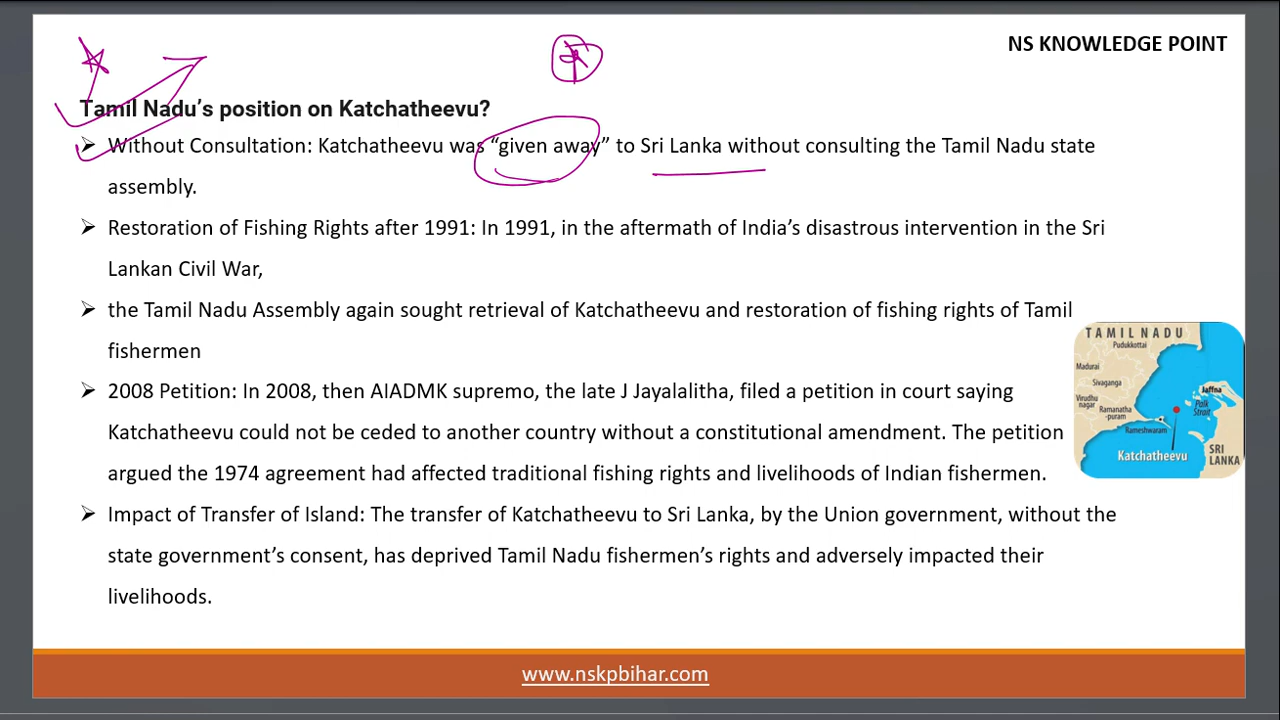 NS KNOWLEDGE POINT
Tamil Nadu’s position on Katchatheevu?
➢ Without Consultation: Katchatheevu was “given away” to Sri Lanka without consulting the Tamil Nadu state
assembly.
➢ Restoration of Fishing Rights after 1991: In 1991, in the aftermath of India’s disastrous intervention in the Sri
Lankan Civil War,
➢ the Tamil Nadu Assembly again sought retrieval of Katchatheevu and restoration of fishing rights of Tamil
fishermen
➢ 2008 Petition: In 2008, then AIADMK supremo, the late J Jayalalitha, filed a petition in court saying
Katchatheevu could not be ceded to another country without a constitutional amendment. The petition
argued the 1974 agreement had affected traditional fishing rights and livelihoods of Indian fishermen.
➢ Impact of Transfer of Island: The transfer of Katchatheevu to Sri Lanka, by the Union government, without the
state government’s consent, has deprived Tamil Nadu fishermen’s rights and adversely impacted their
livelihoods.
TAMIL NADU
Pudukkottai
Madurai
Sivaganga
Jaffna
Virudhu
nagar
Ramanatha
-puram
Palk
Strait
Rameshwaram
Katchatheevu
SRI
LANKA
www.nskpbihar.com